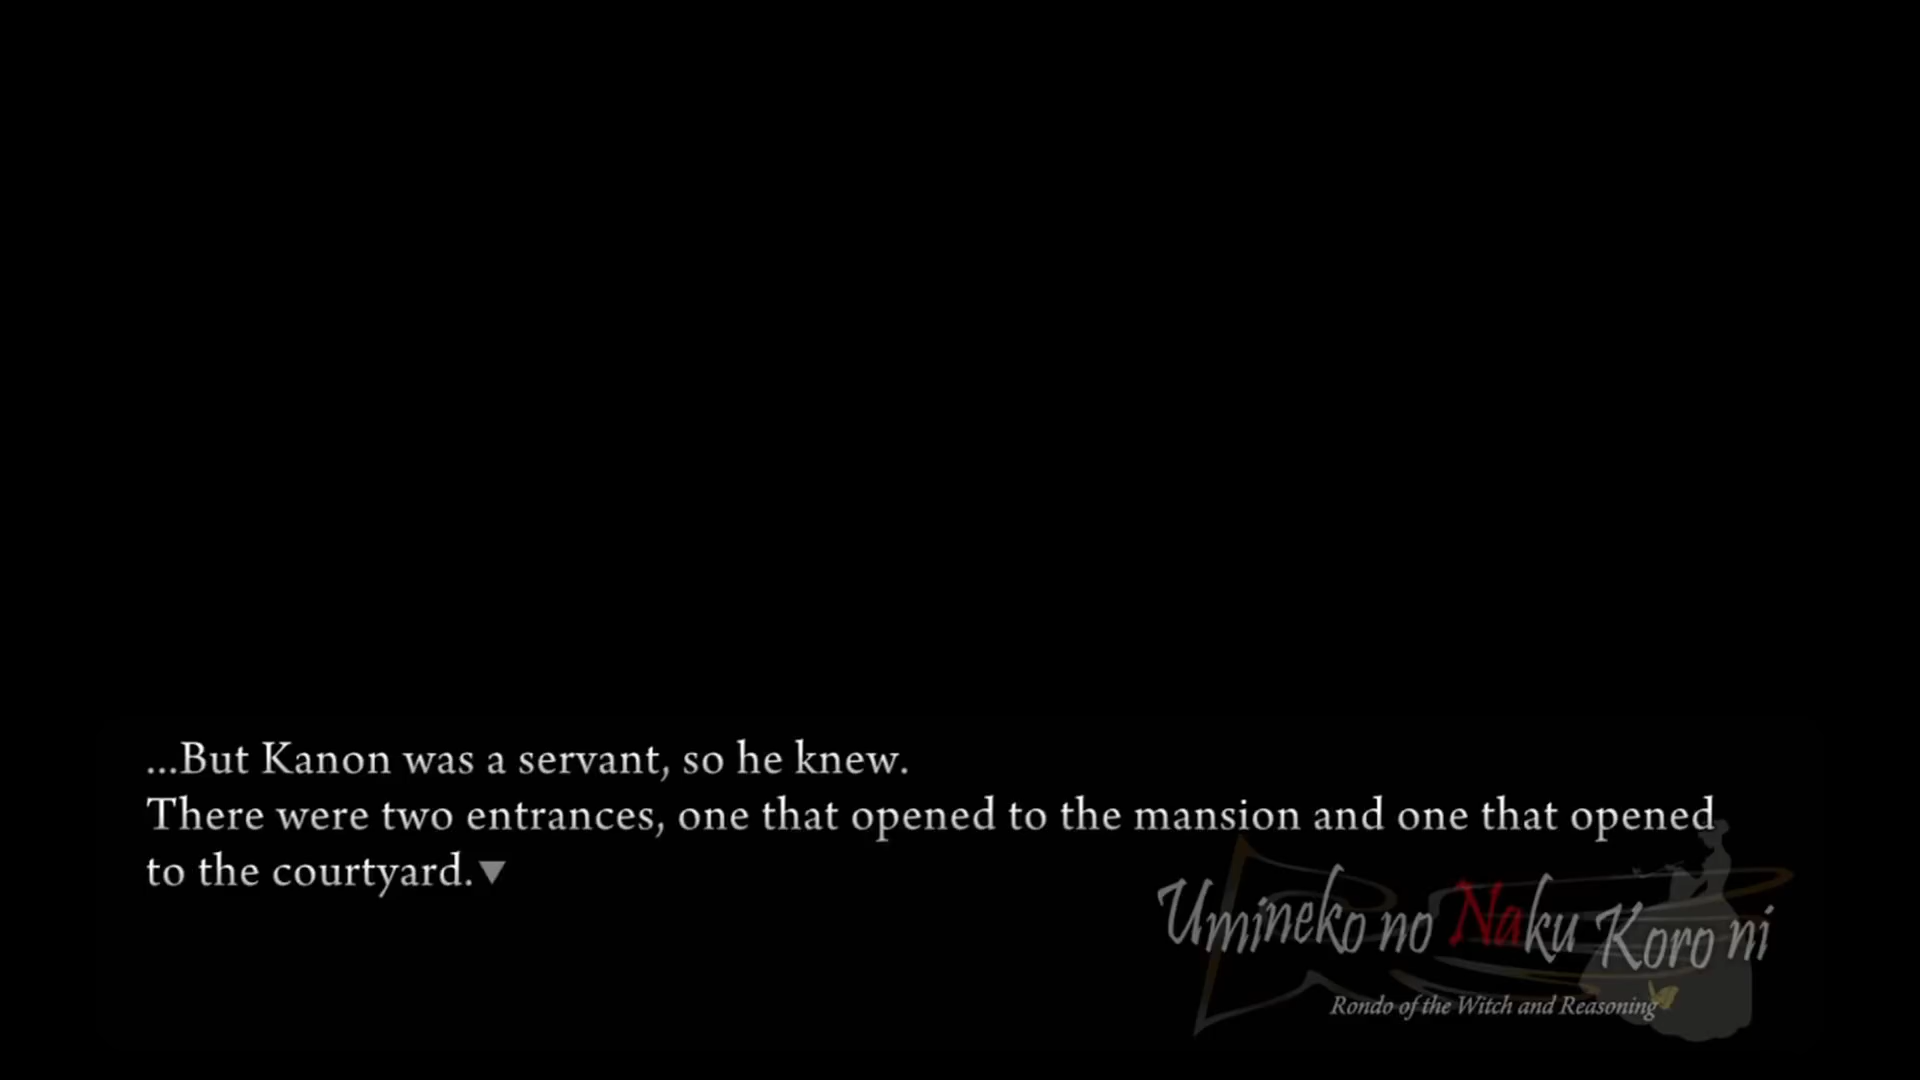 ...But Kanon was a servant, so he knew.
There were two entrances, one that opened to the mansion and one that opened
to the courtyard.
Umineko no Naku Koro ni
Rondo of the Witch and Reasoning